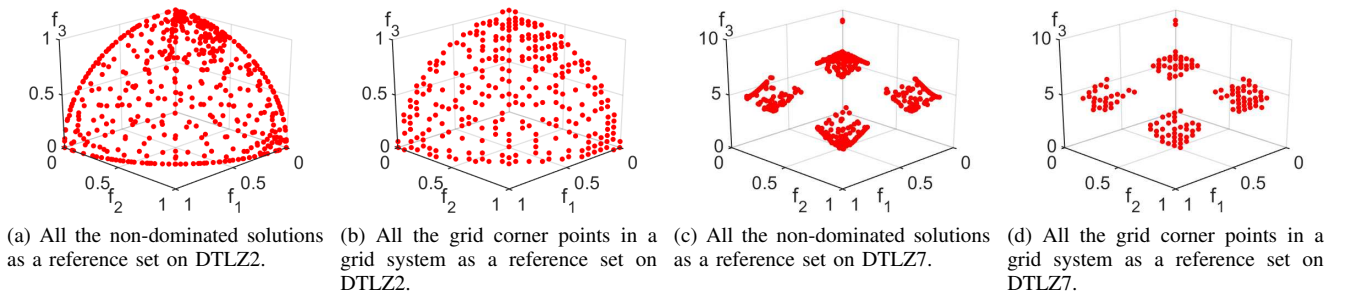 f3
1
0.5
0
0
0.5
f2
1
1
f1
0.5
0
f3
1
0.5
0
0
0.5
f2
1
1
f1
0.5
0
f3
10
5
0
0
0.5
f2
1
1
f1
0.5
0
f3
10
5
0
0
0.5
f2
1
1
f1
0.5
0
(a) All the non-dominated solutions
as a reference set on DTLZ2.
(b) All the grid corner points in a
grid system as a reference set on
DTLZ2.
(c) All the non-dominated solutions
as a reference set on DTLZ7.
(d) All the grid corner points in a
grid system as a reference set on
DTLZ7.